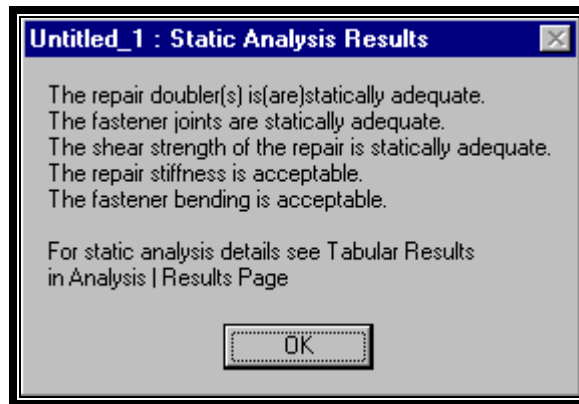 Untitled_1 : Static Analysis Results
The repair doubler(s) is(are)statically adequate.
The fastener joints are statically adequate.
The shear strength of the repair is statically adequate.
The repair stiffness is acceptable.
The fastener bending is acceptable.
For static analysis details see Tabular Results
in Analysis | Results Page
OK